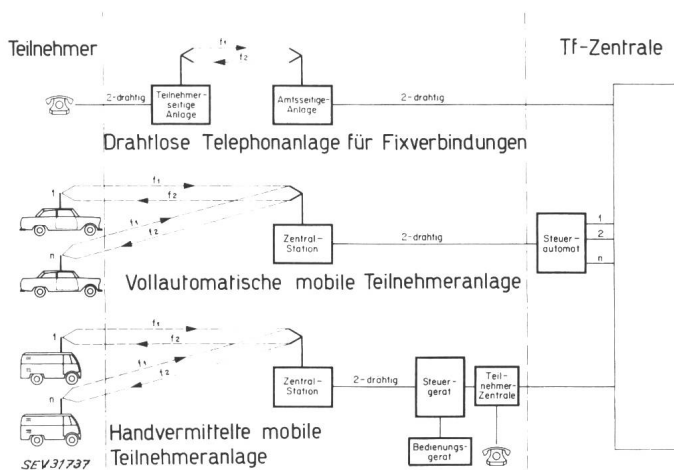 Teilnehmer
Tf-Zentrale
f1
f2
2-drahtig
Teilnehmer-
seitige
Anlage
Amtsseitige-
Anlage
2-drahtig
Drahtlose Telephonanlage für Fixverbindungen
1
f1
f2
f1
f2
n
Zentral-
Station
2-drahtig
Steuer-
automat
1
2
n
Vollautomatische mobile Teilnehmeranlage
1
f1
f2
f1
f2
n
Zentral-
Station
2-drahtig
Steuer-
gerät
Teil-
nehmer-
Zentrale
Bedienungs-
gerät
Handvermittelte mobile
Teilnehmeranlage
SEV31737